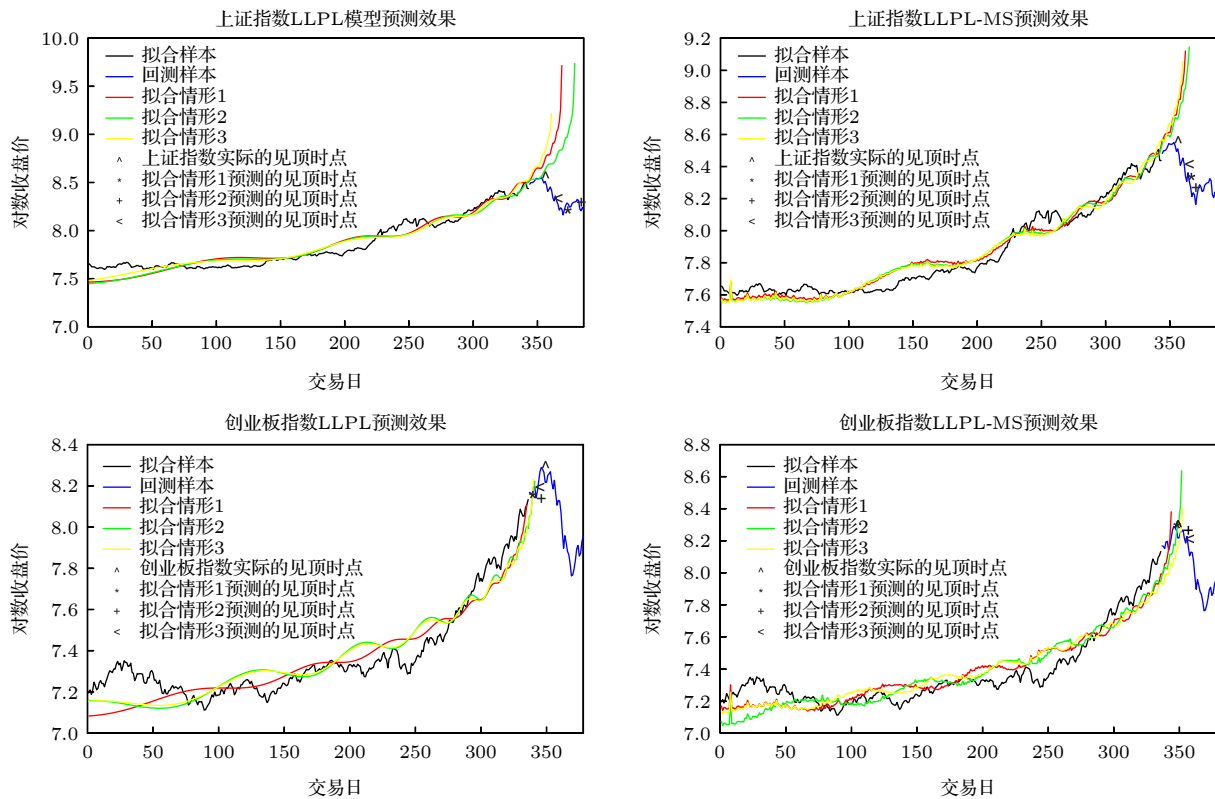 上证指数LLPL模型预测效果
10.0
9.5
9.0
8.5
8.0
7.5
7.0
对数收盘价
拟合样本
回测样本
拟合情形1
拟合情形2
拟合情形3
上证指数实际的见顶时点
拟合情形1预测的见顶时点
拟合情形2预测的见顶时点
拟合情形3预测的见顶时点
0 50 100 150 200 250 300 350
交易日
上证指数LLPL-MS预测效果
9.2
9.0
8.8
8.6
8.4
8.2
8.0
7.8
7.6
7.4
对数收盘价
拟合样本
回测样本
拟合情形1
拟合情形2
拟合情形3
上证指数实际的见顶时点
拟合情形1预测的见顶时点
拟合情形2预测的见顶时点
拟合情形3预测的见顶时点
0 50 100 150 200 250 300 350
交易日
创业板指数LLPL预测效果
8.4
8.2
8.0
7.8
7.6
7.4
7.2
7.0
对数收盘价
拟合样本
回测样本
拟合情形1
拟合情形2
拟合情形3
创业板指数实际的见顶时点
拟合情形1预测的见顶时点
拟合情形2预测的见顶时点
拟合情形3预测的见顶时点
0 50 100 150 200 250 300 350
交易日
创业板指数LLPL-MS预测效果
8.8
8.6
8.4
8.2
8.0
7.8
7.6
7.4
7.2
7.0
对数收盘价
拟合样本
回测样本
拟合情形1
拟合情形2
拟合情形3
创业板指数实际的见顶时点
拟合情形1预测的见顶时点
拟合情形2预测的见顶时点
拟合情形3预测的见顶时点
0 50 100 150 200 250 300 350
交易日